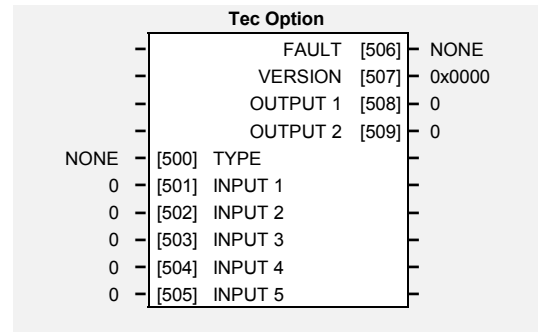 Tec Option
FAULT [506] NONE
VERSION [507] 0x0000
OUTPUT 1 [508] 0
OUTPUT 2 [509] 0
NONE [500] TYPE
0 [501] INPUT 1
0 [502] INPUT 2
0 [503] INPUT 3
0 [504] INPUT 4
0 [505] INPUT 5